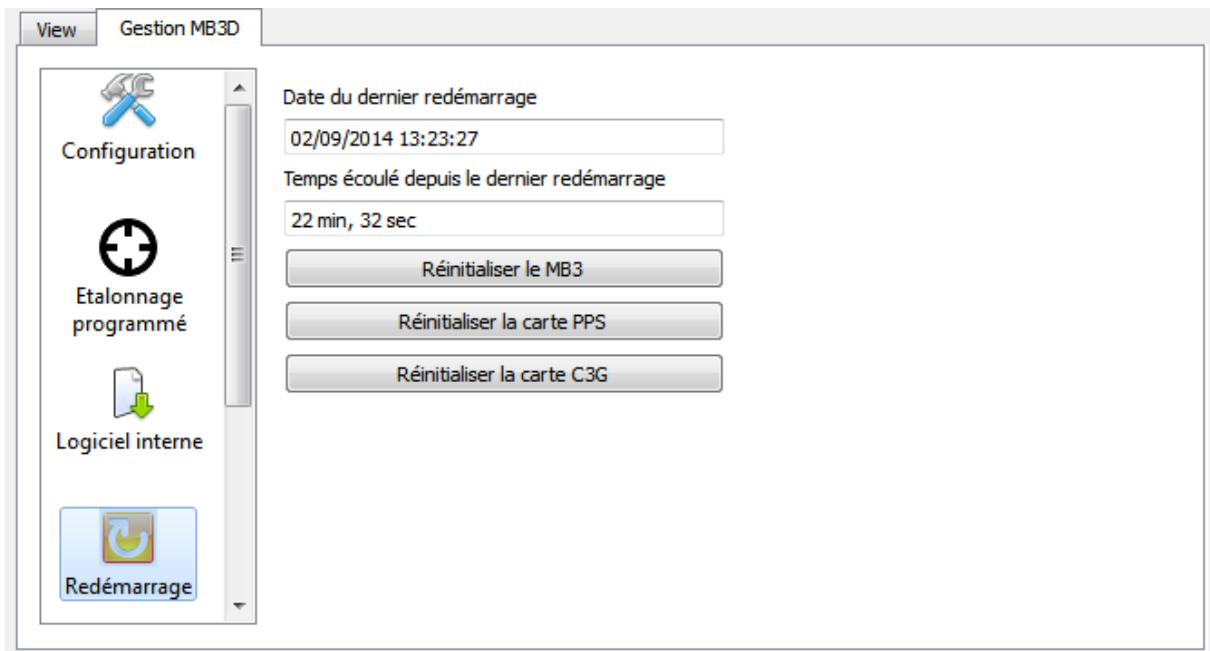 View
Gestion MB3D
Configuration
Etalonnage
programmé
Logiciel interne
Redémarrage
Date du dernier redémarrage
02/09/2014 13:23:27
Temps écoulé depuis le dernier redémarrage
22 min, 32 sec
Réinitialiser le MB3
Réinitialiser la carte PPS
Réinitialiser la carte C3G